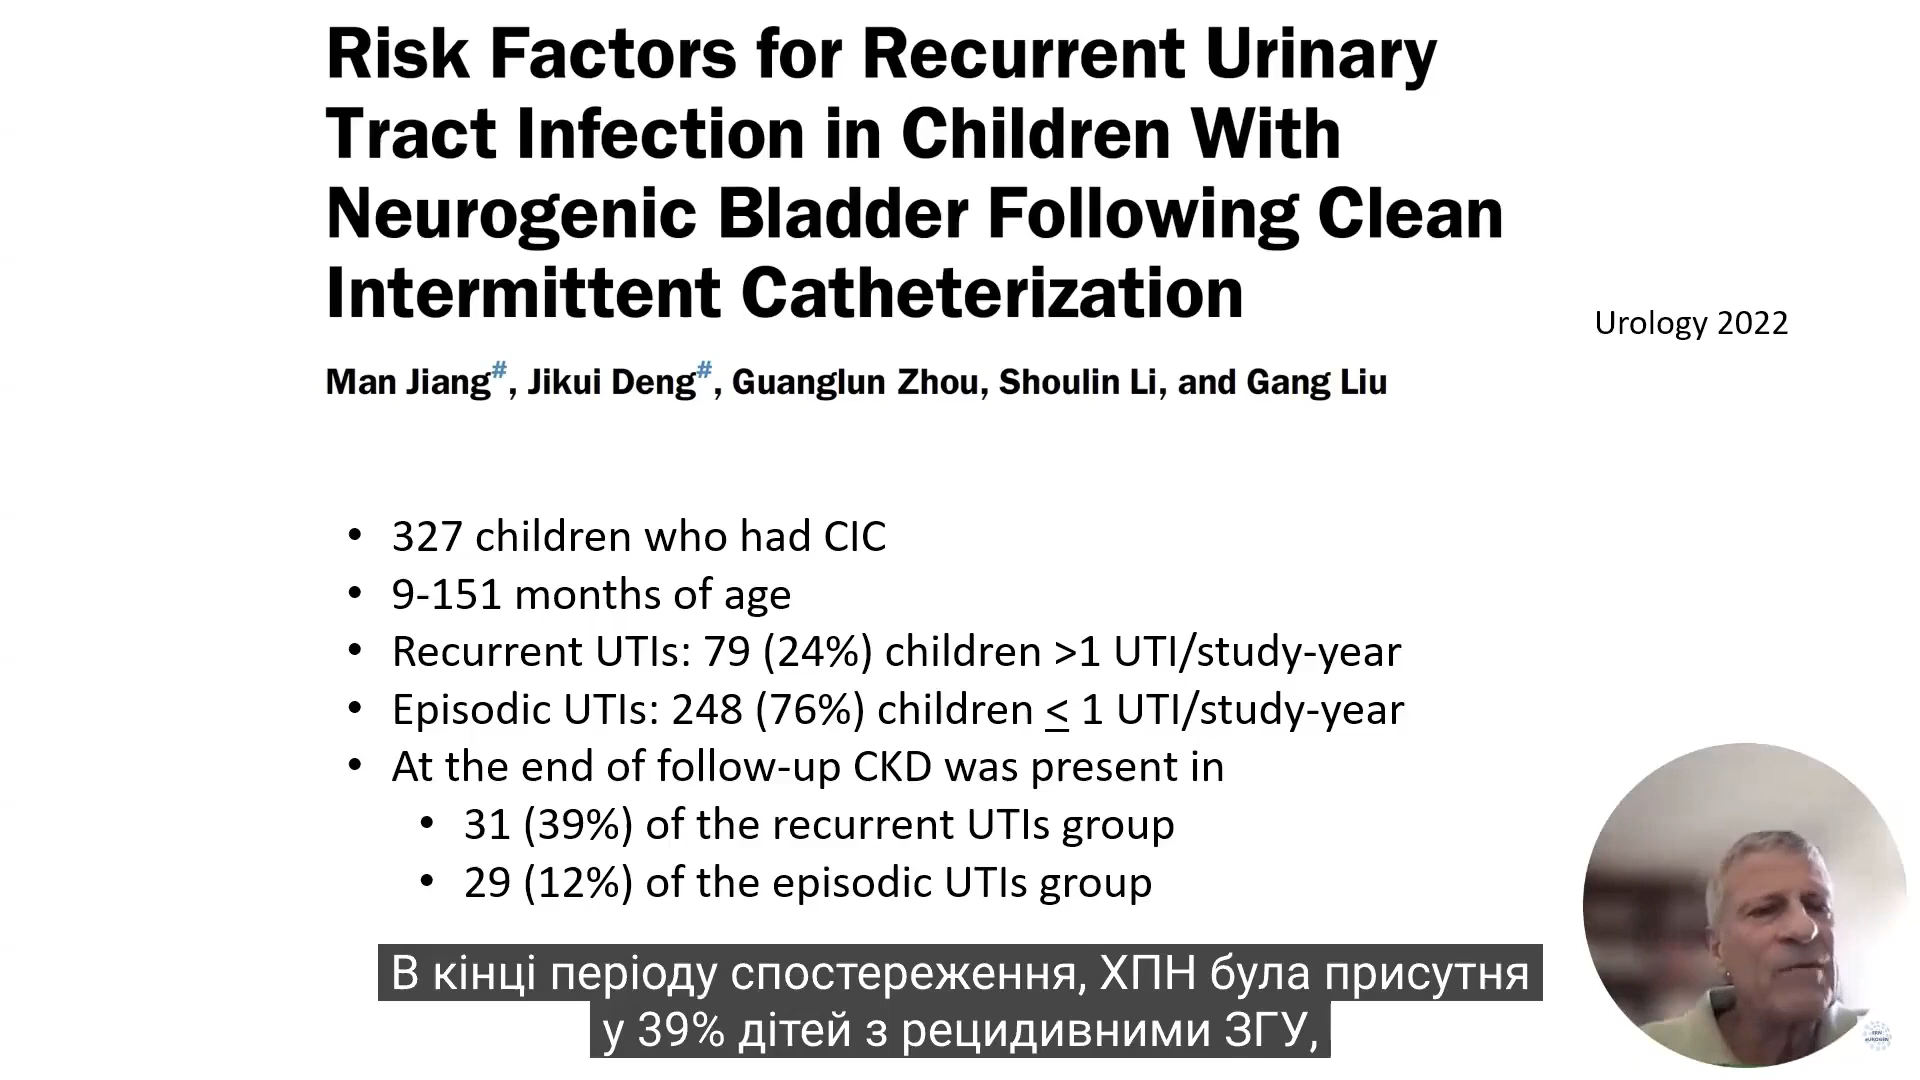 Risk Factors for Recurrent Urinary
Tract Infection in Children With
Neurogenic Bladder Following Clean
Intermittent Catheterization
Urology 2022
Man Jiang#, Jikui Deng#, Guanglun Zhou, Shoulin Li, and Gang Liu
• 327 children who had CIC
• 9-151 months of age
• Recurrent UTIs: 79 (24%) children >1 UTI/study-year
• Episodic UTIs: 248 (76%) children ≤ 1 UTI/study-year
• At the end of follow-up CKD was present in
• 31 (39%) of the recurrent UTIs group
• 29 (12%) of the episodic UTIs group
В кінці періоду спостереження, ХПН була присутня
у 39% дітей з рецидивними ЗГУ,